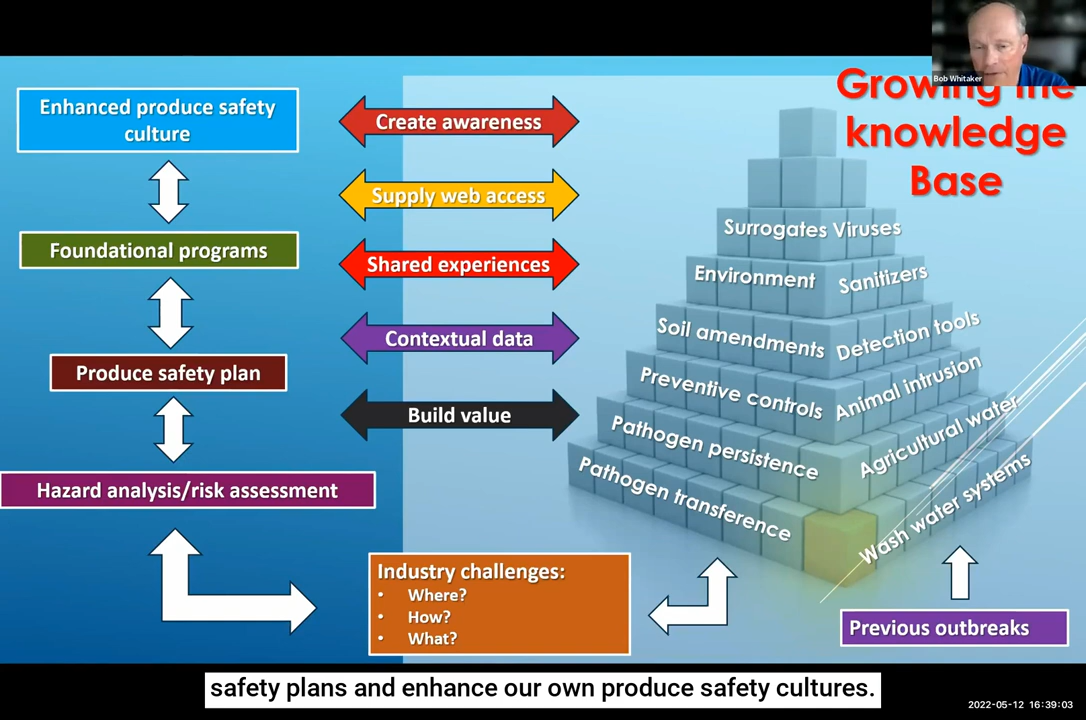 Bob Whitaker
Growing the
knowledge
Base
Enhanced produce safety
culture
Foundational programs
Produce safety plan
Hazard analysis/risk assessment
Create awareness
Supply web access
Shared experiences
Contextual data
Build value
Surrogates Viruses
Environment Sanitizers
Soil amendments Detection tools
Preventive controls Animal intrusion
Pathogen persistence Agricultural water
Pathogen transference Wash water systems
Industry challenges:
• Where?
• How?
• What?
Previous outbreaks
safety plans and enhance our own produce safety cultures.
2022-05-12 16:39:03